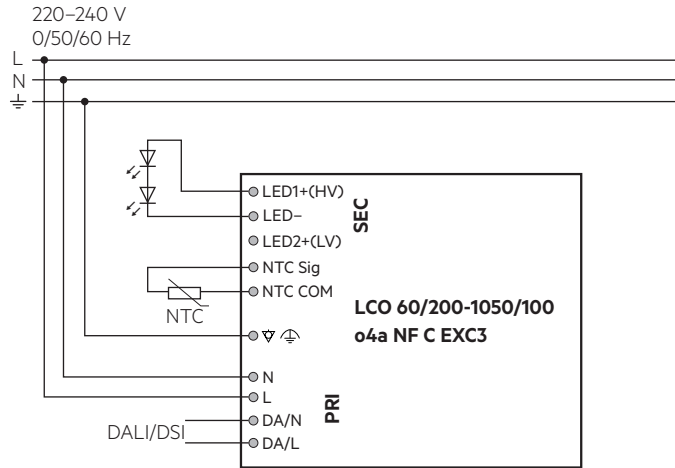 220–240 V
0/50/60 Hz
L
N
LED1+(HV)
LED–
LED2+(LV)
SEC
NTC Sig
NTC COM
NTC
LCO 60/200-1050/100
o4a NF C EXC3
N
L
PRI
DA/N
DALI/DSI
DA/L